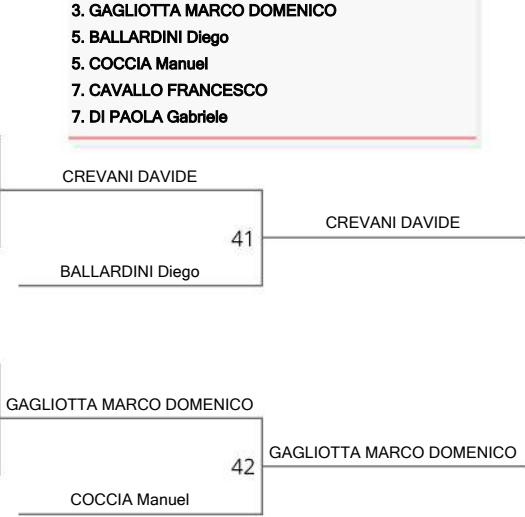 3. GAGLIOTTA MARCO DOMENICO
5. BALLARDINI Diego
5. COCCIA Manuel
7. CAVALLO FRANCESCO
7. DI PAOLA Gabriele
CREVANI DAVIDE
CREVANI DAVIDE
41
BALLARDINI Diego
GAGLIOTTA MARCO DOMENICO
GAGLIOTTA MARCO DOMENICO
42
COCCIA Manuel